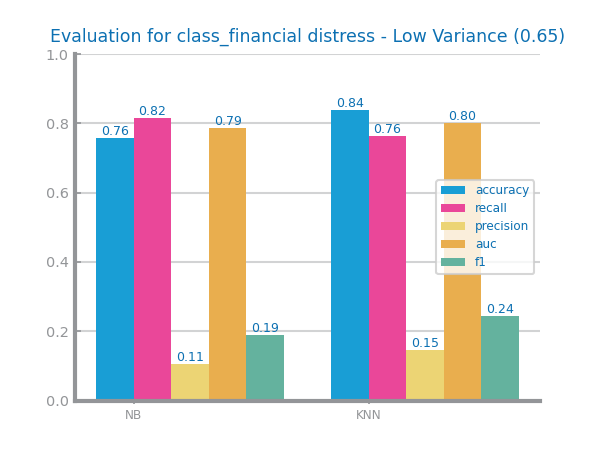 Evaluation for class_financial distress - Low Variance (0.65)
1.0
0.8
0.6
0.4
0.2
0.0
0.76
0.82
0.11
0.79
0.19
0.84
0.76
0.15
0.80
0.24
accuracy
recall
precision
auc
f1
NB
KNN